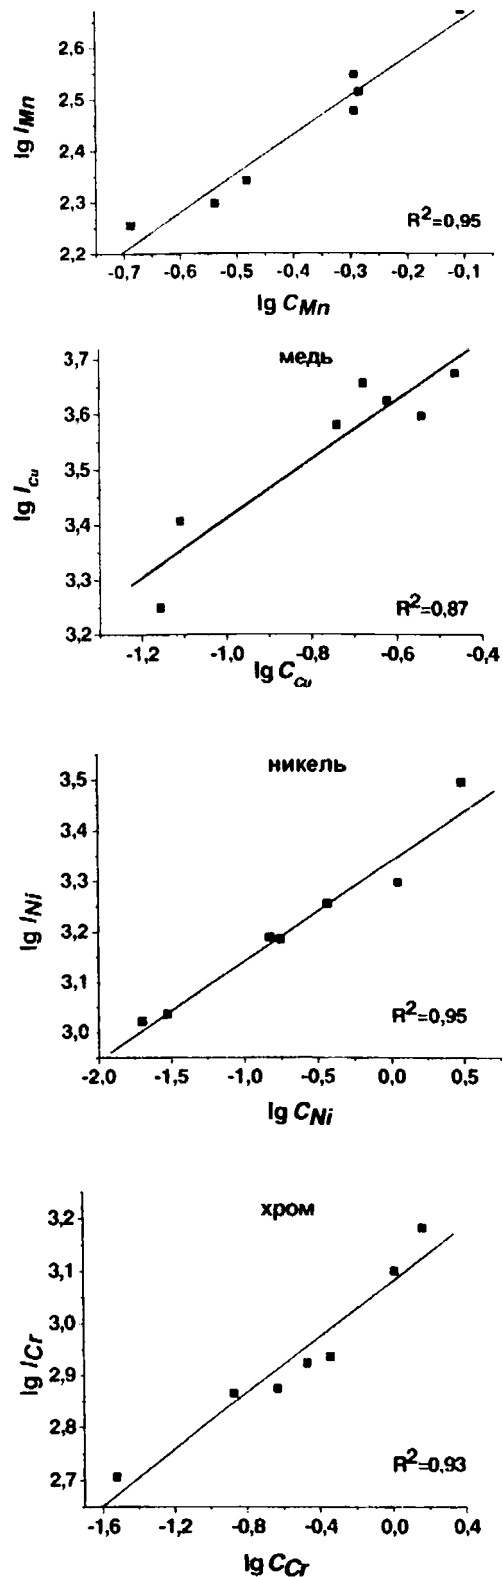 2,6
2,5
2,4
2,3
2,2
lg I_Mn
R²=0,95
-0,7 -0,6 -0,5 -0,4 -0,3 -0,2 -0,1
lg C_Mn
медь
3,7
3,6
3,5
3,4
3,3
3,2
lg I_Cu
R²=0,87
-1,2 -1,0 -0,8 -0,6 -0,4
lg C_Cu
никель
3,5
3,4
3,3
3,2
3,1
3,0
lg I_Ni
R²=0,95
-2,0 -1,5 -1,0 -0,5 0,0 0,5
lg C_Ni
хром
3,2
3,1
3,0
2,9
2,8
2,7
lg I_Cr
R²=0,93
-1,6 -1,2 -0,8 -0,4 0,0 0,4
lg C_Cr